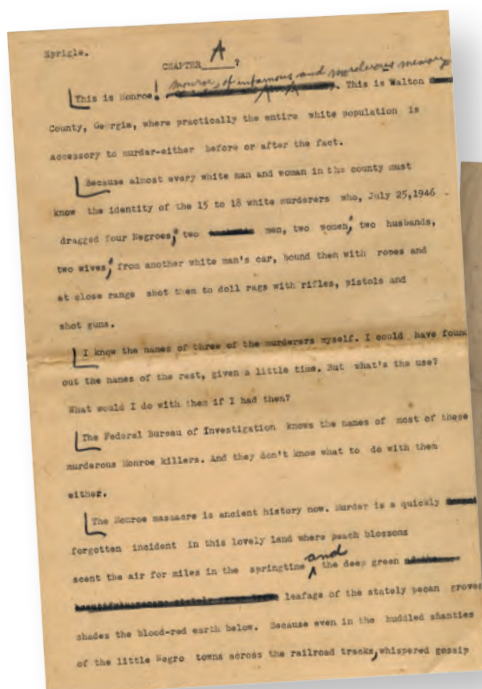 Sprigle.
CHAPTER A ?
This is Monroe! Monroe, of infamous and murderous memory. This is Walton
County, Georgia, where practically the entire white population is
accessory to murder-either before or after the fact.
Because almost every white man and woman in the county must
know the identity of the 15 to 18 white murderers who, July 25,1946
dragged four Negroes, two men, two women, two husbands,
two wives, from another white man's car, bound them with ropes and
at close range shot them to doll rags with rifles, pistols and
shot guns.
I know the names of three of the murderers myself. I could have found
out the names of the rest, given a little time. But what's the use?
What would I do with them if I had them?
The Federal Bureau of Investigation knows the names of most of these
murderous Monroe killers. And they don't know what to do with them
either.
The Monroe massacre is ancient history now. Murder is a quickly
forgotten incident in this lovely land where peach blossoms
scent the air for miles in the springtime and the deep green
leafage of the stately pecan groves
shades the blood-red earth below. Because even in the huddled shanties
of the little Negro towns across the railroad tracks, whispered gossip